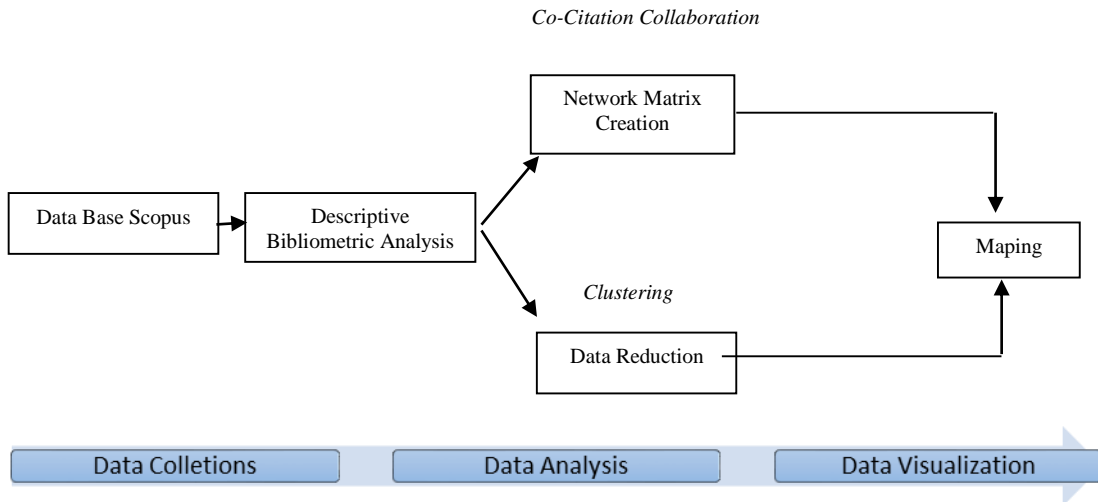 Co-Citation Collaboration
Network Matrix
Creation
Data Base Scopus
Descriptive
Bibliometric Analysis
Maping
Clustering
Data Reduction
Data Colletions
Data Analysis
Data Visualization